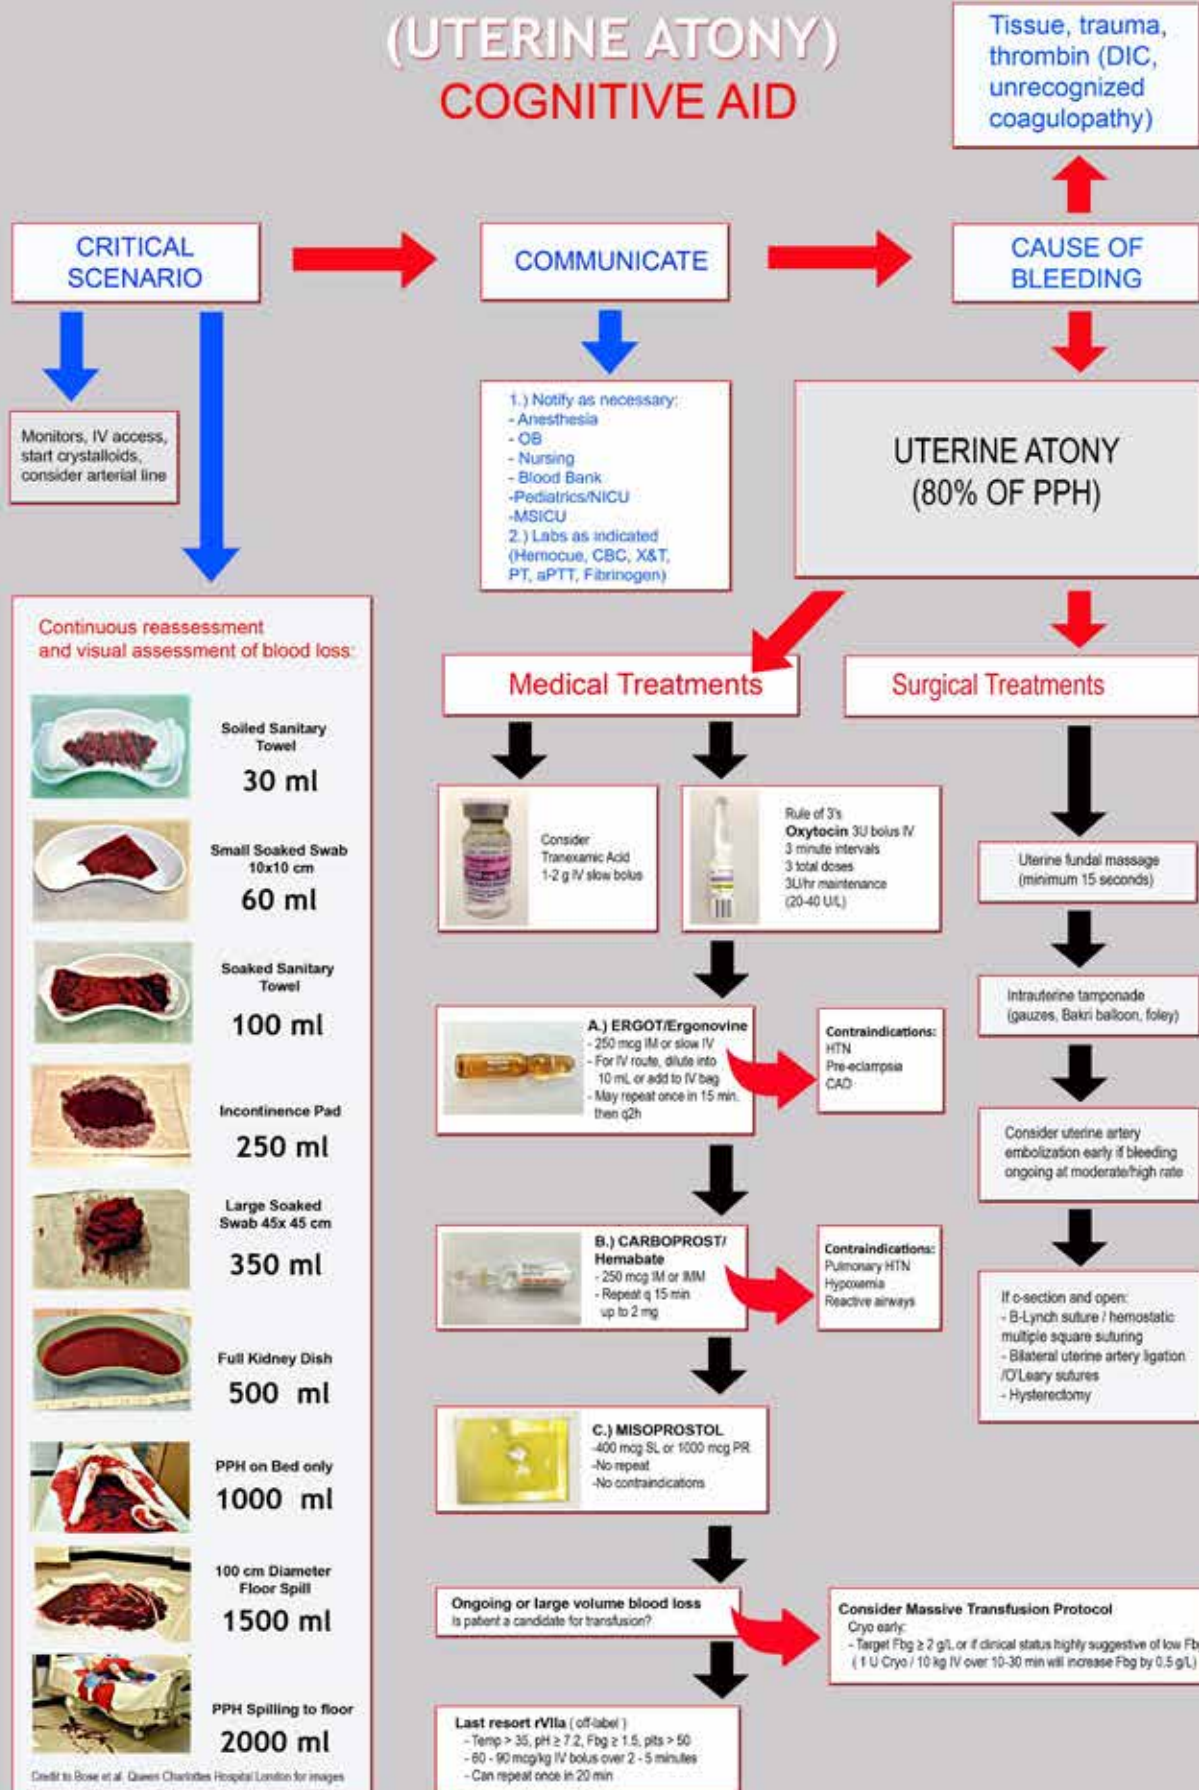 (UTERINE ATONY)
COGNITIVE AID
Tissue, trauma,
thrombin (DIC,
unrecognized
coagulopathy)
CRITICAL
SCENARIO
COMMUNICATE
CAUSE OF
BLEEDING
Monitors, IV access,
start crystalloids,
consider arterial line
1.) Notify as necessary:
- Anesthesia
- OB
- Nursing
- Blood Bank
-Pediatrics/NICU
-MSICU
2.) Labs as indicated
(Hemocue, CBC, X&T,
PT, aPTT, Fibrinogen)
UTERINE ATONY
(80% OF PPH)
Continuous reassessment
and visual assessment of blood loss:
Soiled Sanitary
Towel
30 ml
Small Soaked Swab
10x10 cm
60 ml
Soaked Sanitary
Towel
100 ml
Incontinence Pad
250 ml
Large Soaked
Swab 45x 45 cm
350 ml
Full Kidney Dish
500 ml
PPH on Bed only
1000 ml
100 cm Diameter
Floor Spill
1500 ml
PPH Spilling to floor
2000 ml
Credit to Bose et al. Queen Charlottes Hospital London for images
Medical Treatments
Surgical Treatments
Consider
Tranexamic Acid
1-2 g IV slow bolus
Rule of 3's
Oxytocin 3U bolus IV
3 minute intervals
3 total doses
3U/hr maintenance
(20-40 U/L)
A.) ERGOT/Ergonovine
- 250 mcg IM or slow IV
- For IV route, dilute into
10 mL or add to IV bag
- May repeat once in 15 min.
then q2h
Contraindications:
HTN
Pre-eclampsia
CAD
B.) CARBOPROST/
Hemabate
- 250 mcg IM or IMM
- Repeat q 15 min
up to 2 mg
Contraindications:
Pulmonary HTN
Hypoxemia
Reactive airways
C.) MISOPROSTOL
-400 mcg SL or 1000 mcg PR
-No repeat
-No contraindications
Ongoing or large volume blood loss
Is patient a candidate for transfusion?
Consider Massive Transfusion Protocol
Cryo early:
- Target Fbg ≥ 2 g/L or if clinical status highly suggestive of low Fb
( 1 U Cryo / 10 kg IV over 10-30 min will increase Fbg by 0.5 g/L)
Last resort rVIIa ( off-label )
- Temp > 35, pH ≥ 7.2, Fbg ≥ 1.5, plts > 50
- 60 - 90 mcg/kg IV bolus over 2 - 5 minutes
- Can repeat once in 20 min
Uterine fundal massage
(minimum 15 seconds)
Intrauterine tamponade
(gauzes, Bakri balloon, foley)
Consider uterine artery
embolization early if bleeding
ongoing at moderate/high rate
If c-section and open:
- B-Lynch suture / hemostatic
multiple square suturing
- Bilateral uterine artery ligation
/O'Leary sutures
- Hysterectomy